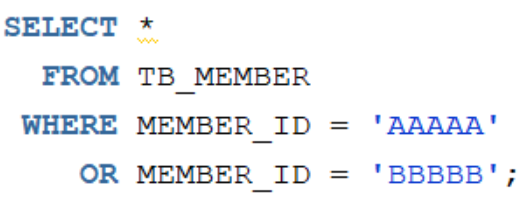 SELECT *
FROM TB_MEMBER
WHERE MEMBER_ID = 'AAAAA'
OR MEMBER_ID = 'BBBBB';